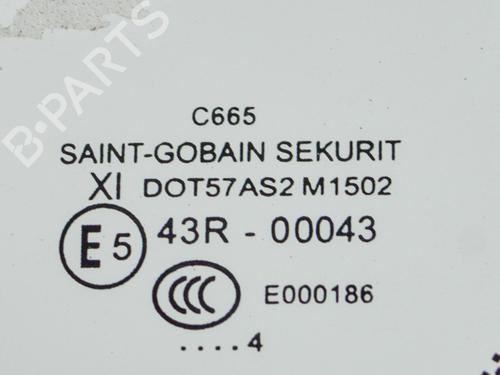 B-PARTS
C665
SAINT-GOBAIN SEKURIT
XI DOT57AS2 M1502
E5 43R - 00043
CCC E000186
....4